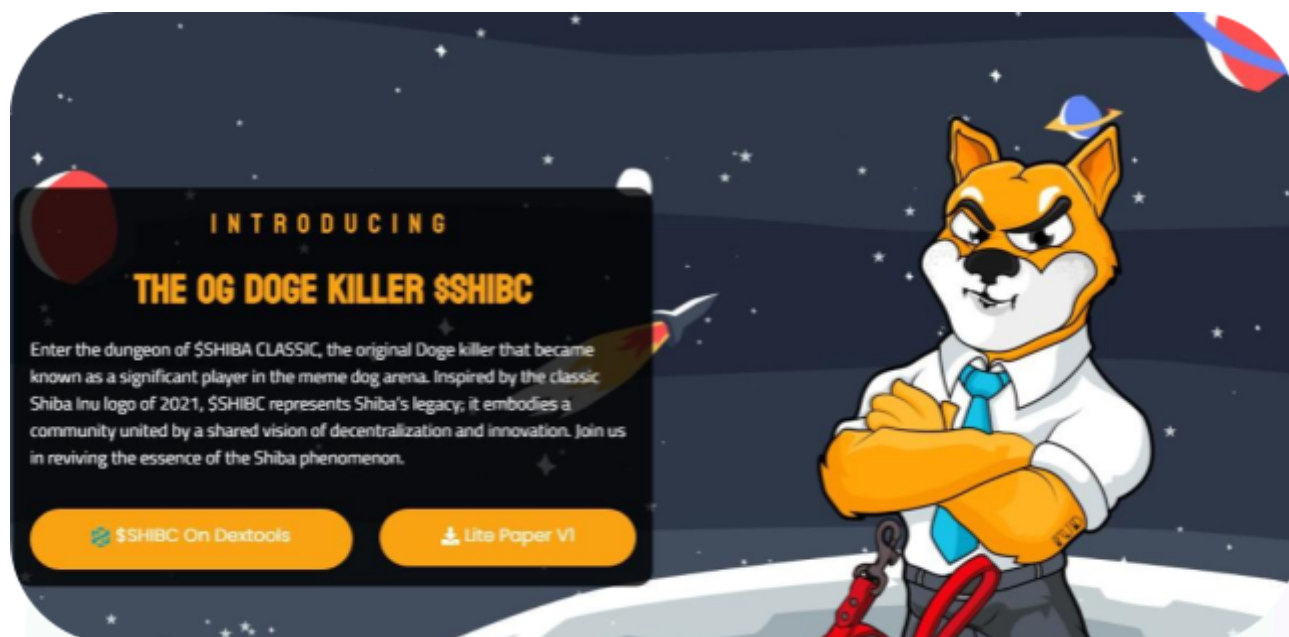 INTRODUCING
THE OG DOGE KILLER $SHIBC
Enter the dungeon of $SHIBA CLASSIC, the original Doge killer that became
known as a significant player in the meme dog arena. Inspired by the classic
Shiba Inu logo of 2021, $SHIBC represents Shiba's legacy; it embodies a
community united by a shared vision of decentralization and innovation. Join us
in reviving the essence of the Shiba phenomenon.
$SHIBC On Dextools
Lite Paper V1